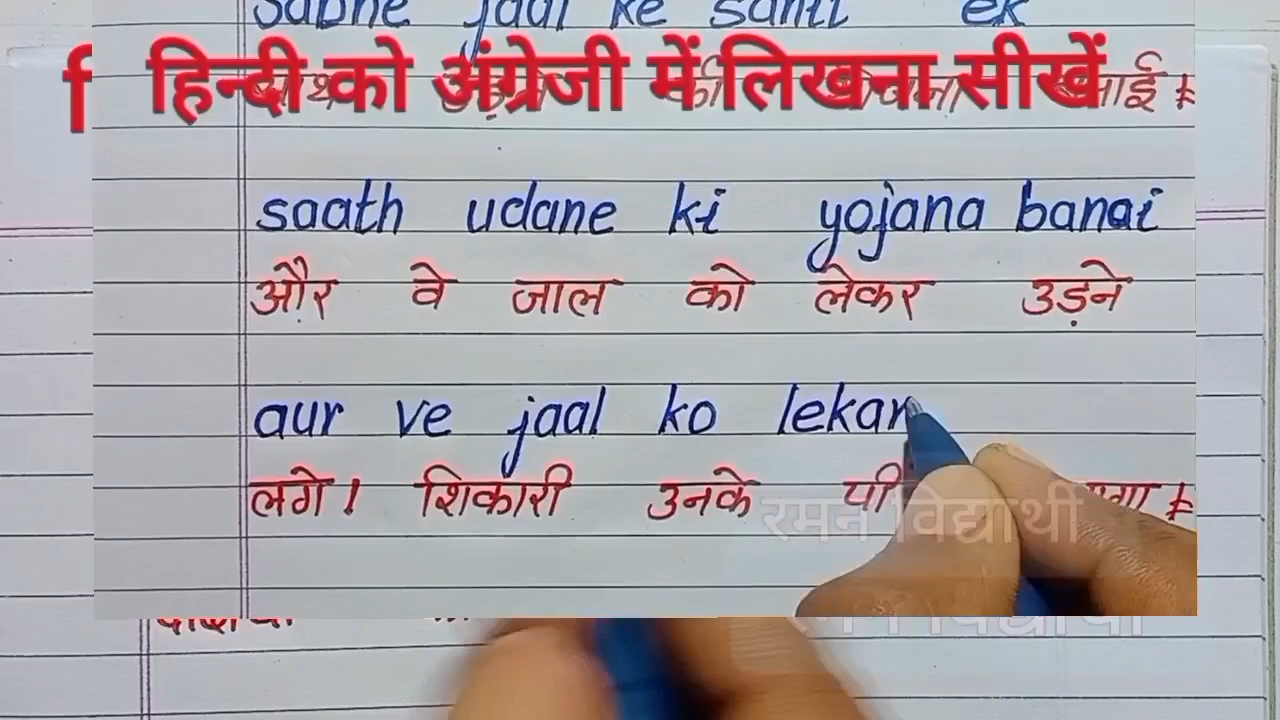 Sabne jaal ke sath ek
हिन्दी को अंग्रेजी में लिखना सीखें
saath udane ki yojana banai
और वे जाल को लेकर उड़ने
aur ve jaal ko lekar
लगे। शिकारी उनके
रमन विद्यार्थी